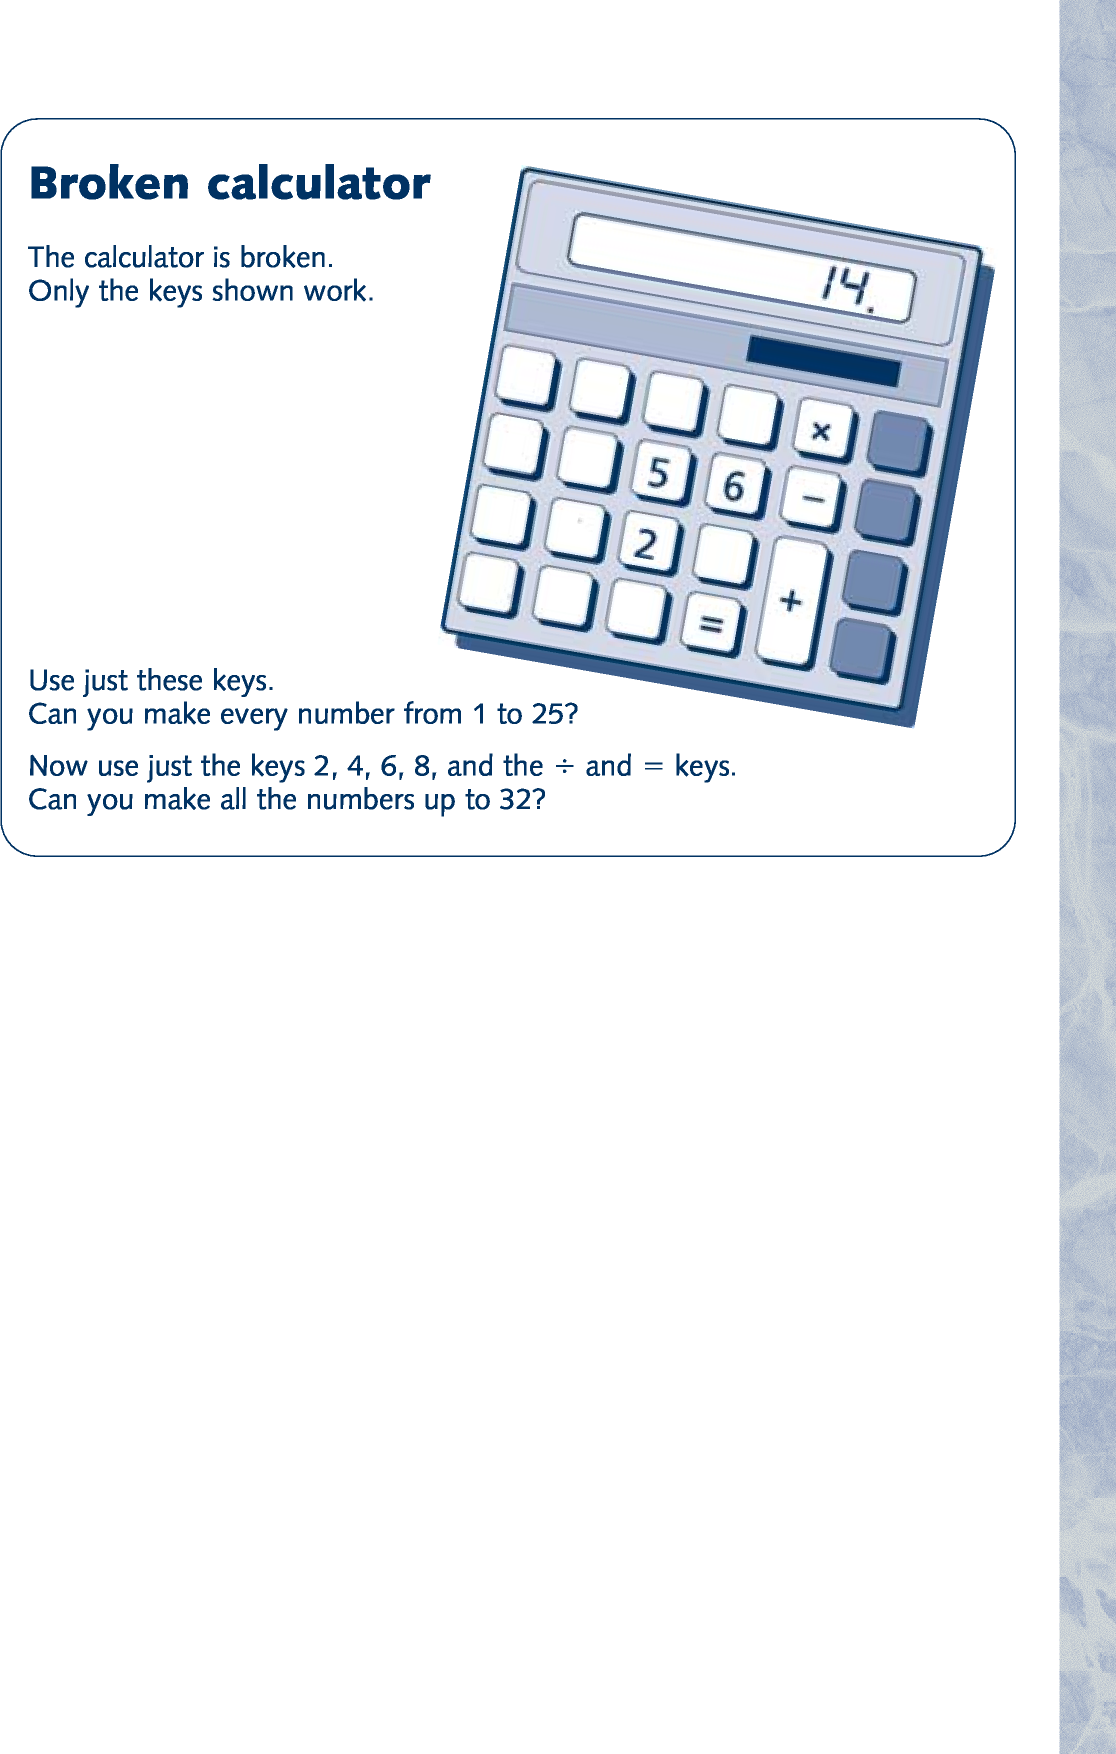 Broken calculator
The calculator is broken.
Only the keys shown work.
14.
×
5 6 −
2
+
=
Use just these keys.
Can you make every number from 1 to 25?
Now use just the keys 2, 4, 6, 8, and the ÷ and = keys.
Can you make all the numbers up to 32?